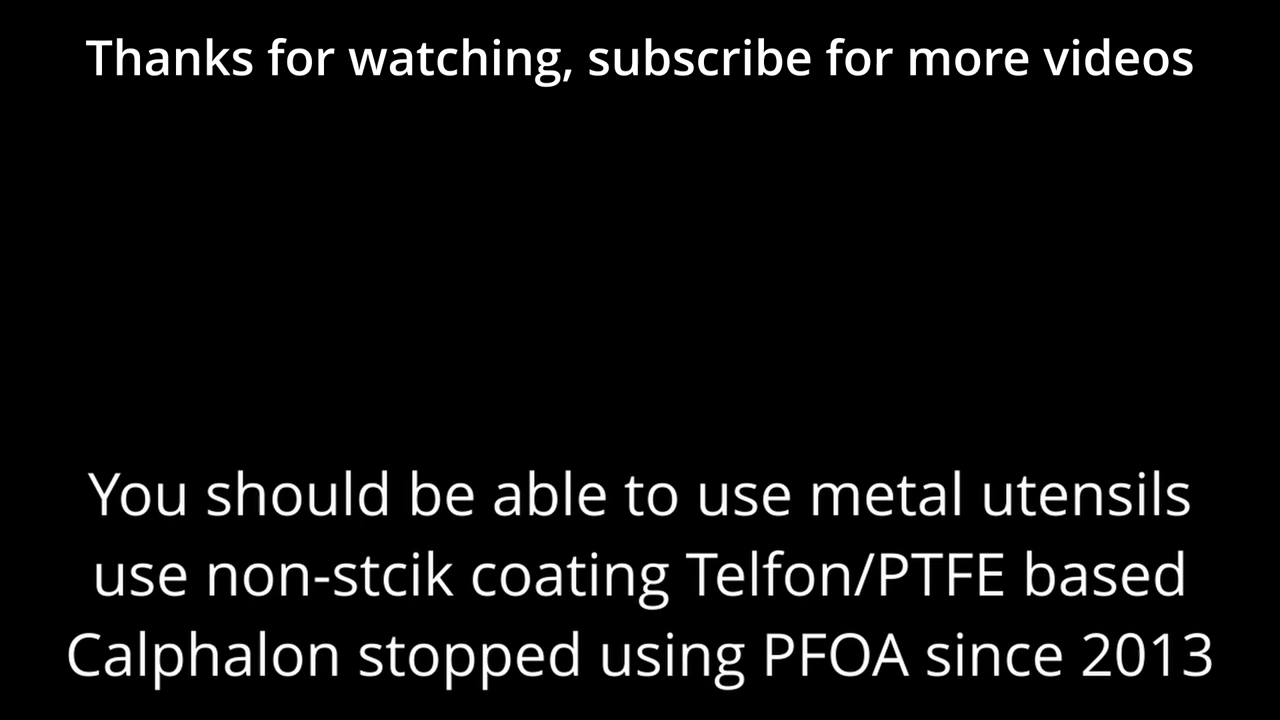 Thanks for watching, subscribe for more videos
You should be able to use metal utensils
use non-stcik coating Telfon/PTFE based
Calphalon stopped using PFOA since 2013